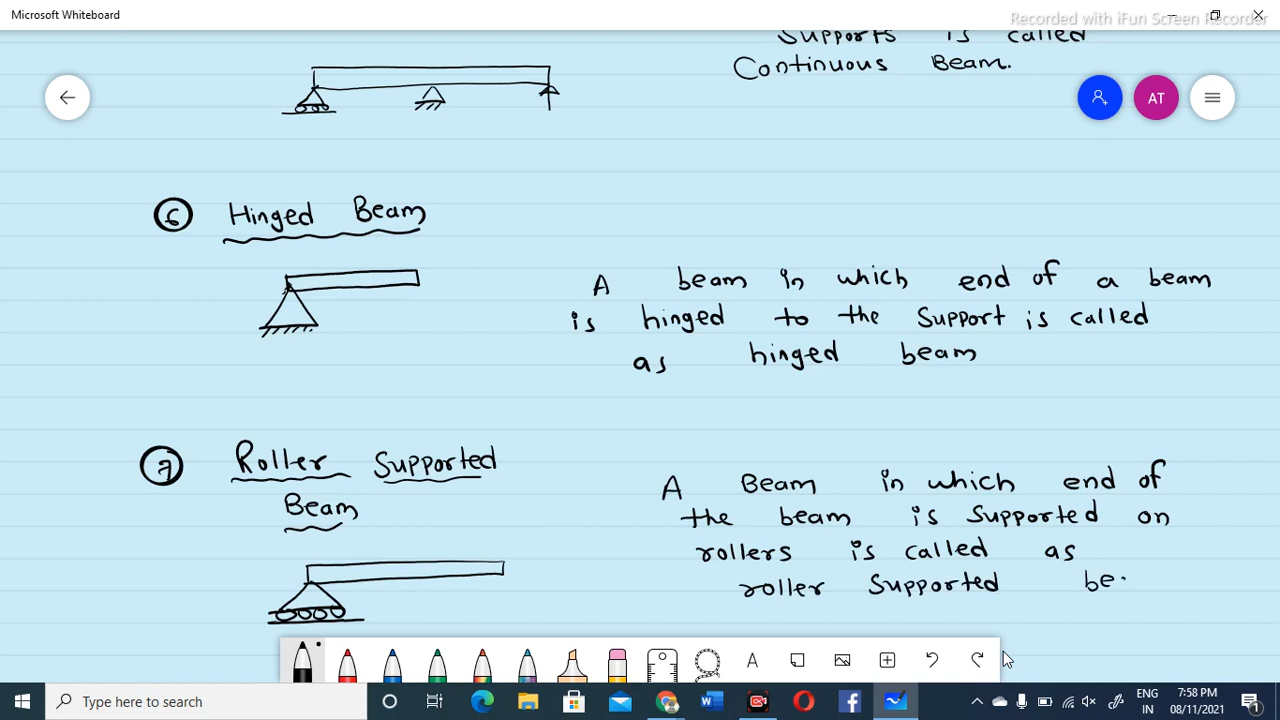 Microsoft Whiteboard
Recorded with iFun Screen Recorder
Supports is called
Continuous Beam.
AT
6 Hinged Beam
A beam in which end of a beam
is hinged to the Support is called
as hinged beam
7 Roller Supported
Beam
A Beam in which end of
the beam is Supported on
rollers is called as
roller Supported be
A
Type here to search
W
f
ENG
IN
7:58 PM
08/11/2021
1